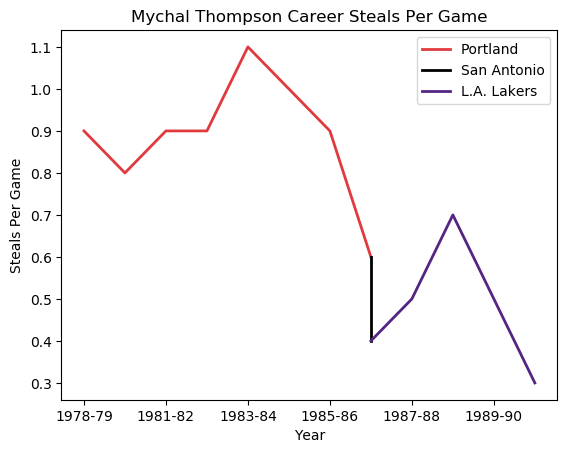 Mychal Thompson Career Steals Per Game
Portland
San Antonio
L.A. Lakers
Steals Per Game
1.1
1.0
0.9
0.8
0.7
0.6
0.5
0.4
0.3
1978-79 1981-82 1983-84 1985-86 1987-88 1989-90
Year